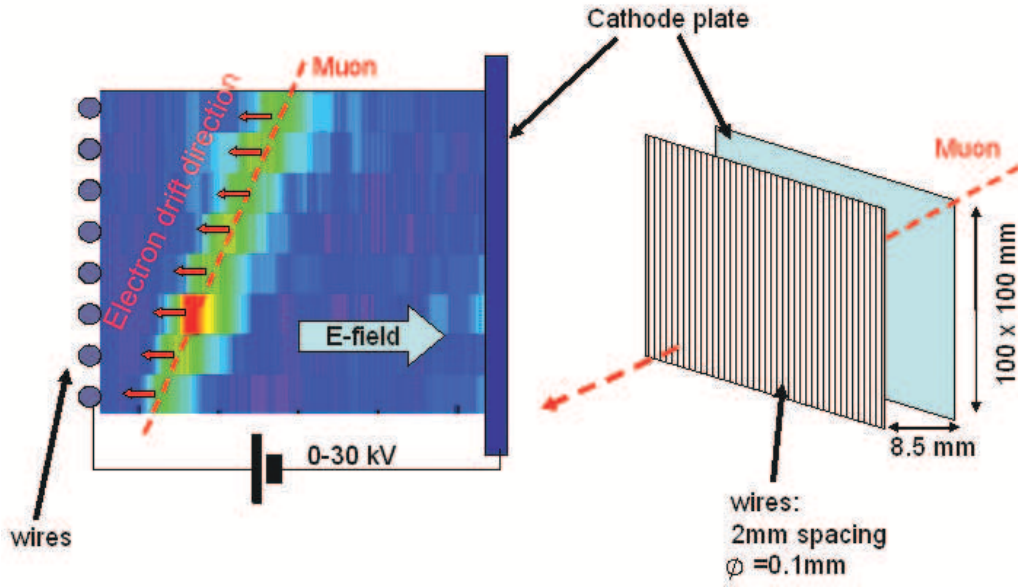 Cathode plate
Muon
Electron drift direction
E-field
0-30 kV
wires
Muon
100 x 100 mm
8.5 mm
wires:
2mm spacing
ϕ =0.1mm